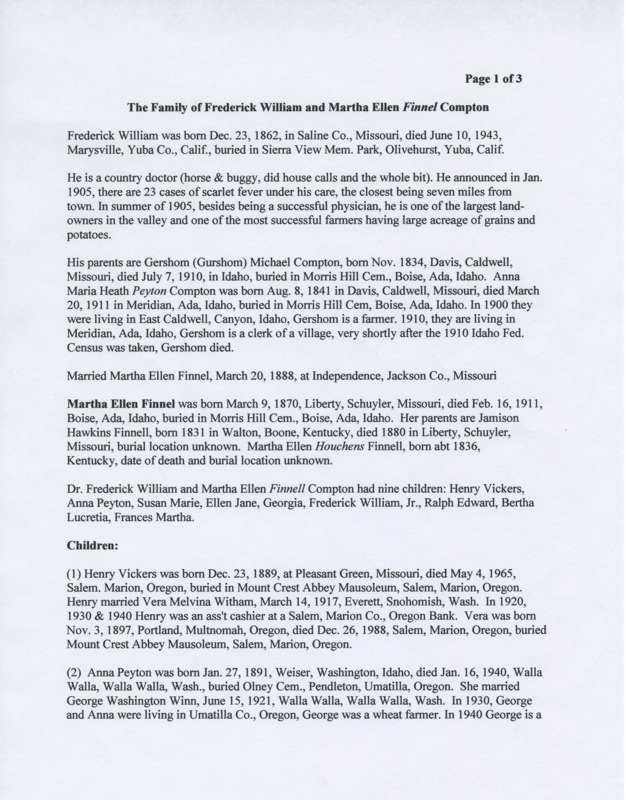 Page 1 of 3
The Family of Frederick William and Martha Ellen Finnel Compton
Frederick William was born Dec. 23, 1862, in Saline Co., Missouri, died June 10, 1943,
Marysville, Yuba Co., Calif., buried in Sierra View Mem. Park, Olivehurst, Yuba, Calif.
He is a country doctor (horse & buggy, did house calls and the whole bit). He announced in Jan.
1905, there are 23 cases of scarlet fever under his care, the closest being seven miles from
town. In summer of 1905, besides being a successful physician, he is one of the largest land-
owners in the valley and one of the most successful farmers having large acreage of grains and
potatoes.
His parents are Gershom (Gurshom) Michael Compton, born Nov. 1834, Davis, Caldwell,
Missouri, died July 7, 1910, in Idaho, buried in Morris Hill Cem., Boise, Ada, Idaho. Anna
Maria Heath Peyton Compton was born Aug. 8, 1841 in Davis, Caldwell, Missouri, died March
20, 1911 in Meridian, Ada, Idaho, buried in Morris Hill Cem, Boise, Ada, Idaho. In 1900 they
were living in East Caldwell, Canyon, Idaho, Gershom is a farmer. 1910, they are living in
Meridian, Ada, Idaho, Gershom is a clerk of a village, very shortly after the 1910 Idaho Fed.
Census was taken, Gershom died.
Married Martha Ellen Finnel, March 20, 1888, at Independence, Jackson Co., Missouri
Martha Ellen Finnel was born March 9, 1870, Liberty, Schuyler, Missouri, died Feb. 16, 1911,
Boise, Ada, Idaho, buried in Morris Hill Cem., Boise, Ada, Idaho. Her parents are Jamison
Hawkins Finnell, born 1831 in Walton, Boone, Kentucky, died 1880 in Liberty, Schuyler,
Missouri, burial location unknown. Martha Ellen Houchens Finnell, born abt 1836,
Kentucky, date of death and burial location unknown.
Dr. Frederick William and Martha Ellen Finnell Compton had nine children: Henry Vickers,
Anna Peyton, Susan Marie, Ellen Jane, Georgia, Frederick William, Jr., Ralph Edward, Bertha
Lucretia, Frances Martha.
Children:
(1) Henry Vickers was born Dec. 23, 1889, at Pleasant Green, Missouri, died May 4, 1965,
Salem. Marion, Oregon, buried in Mount Crest Abbey Mausoleum, Salem, Marion, Oregon.
Henry married Vera Melvina Witham, March 14, 1917, Everett, Snohomish, Wash. In 1920,
1930 & 1940 Henry was an ass't cashier at a Salem, Marion Co., Oregon Bank. Vera was born
Nov. 3, 1897, Portland, Multnomah, Oregon, died Dec. 26, 1988, Salem, Marion, Oregon, buried
Mount Crest Abbey Mausoleum, Salem, Marion, Oregon.
(2) Anna Peyton was born Jan. 27, 1891, Weiser, Washington, Idaho, died Jan. 16, 1940, Walla
Walla, Walla Walla, Wash., buried Olney Cem., Pendleton, Umatilla, Oregon. She married
George Washington Winn, June 15, 1921, Walla Walla, Walla Walla, Wash. In 1930, George
and Anna were living in Umatilla Co., Oregon, George was a wheat farmer. In 1940 George is a